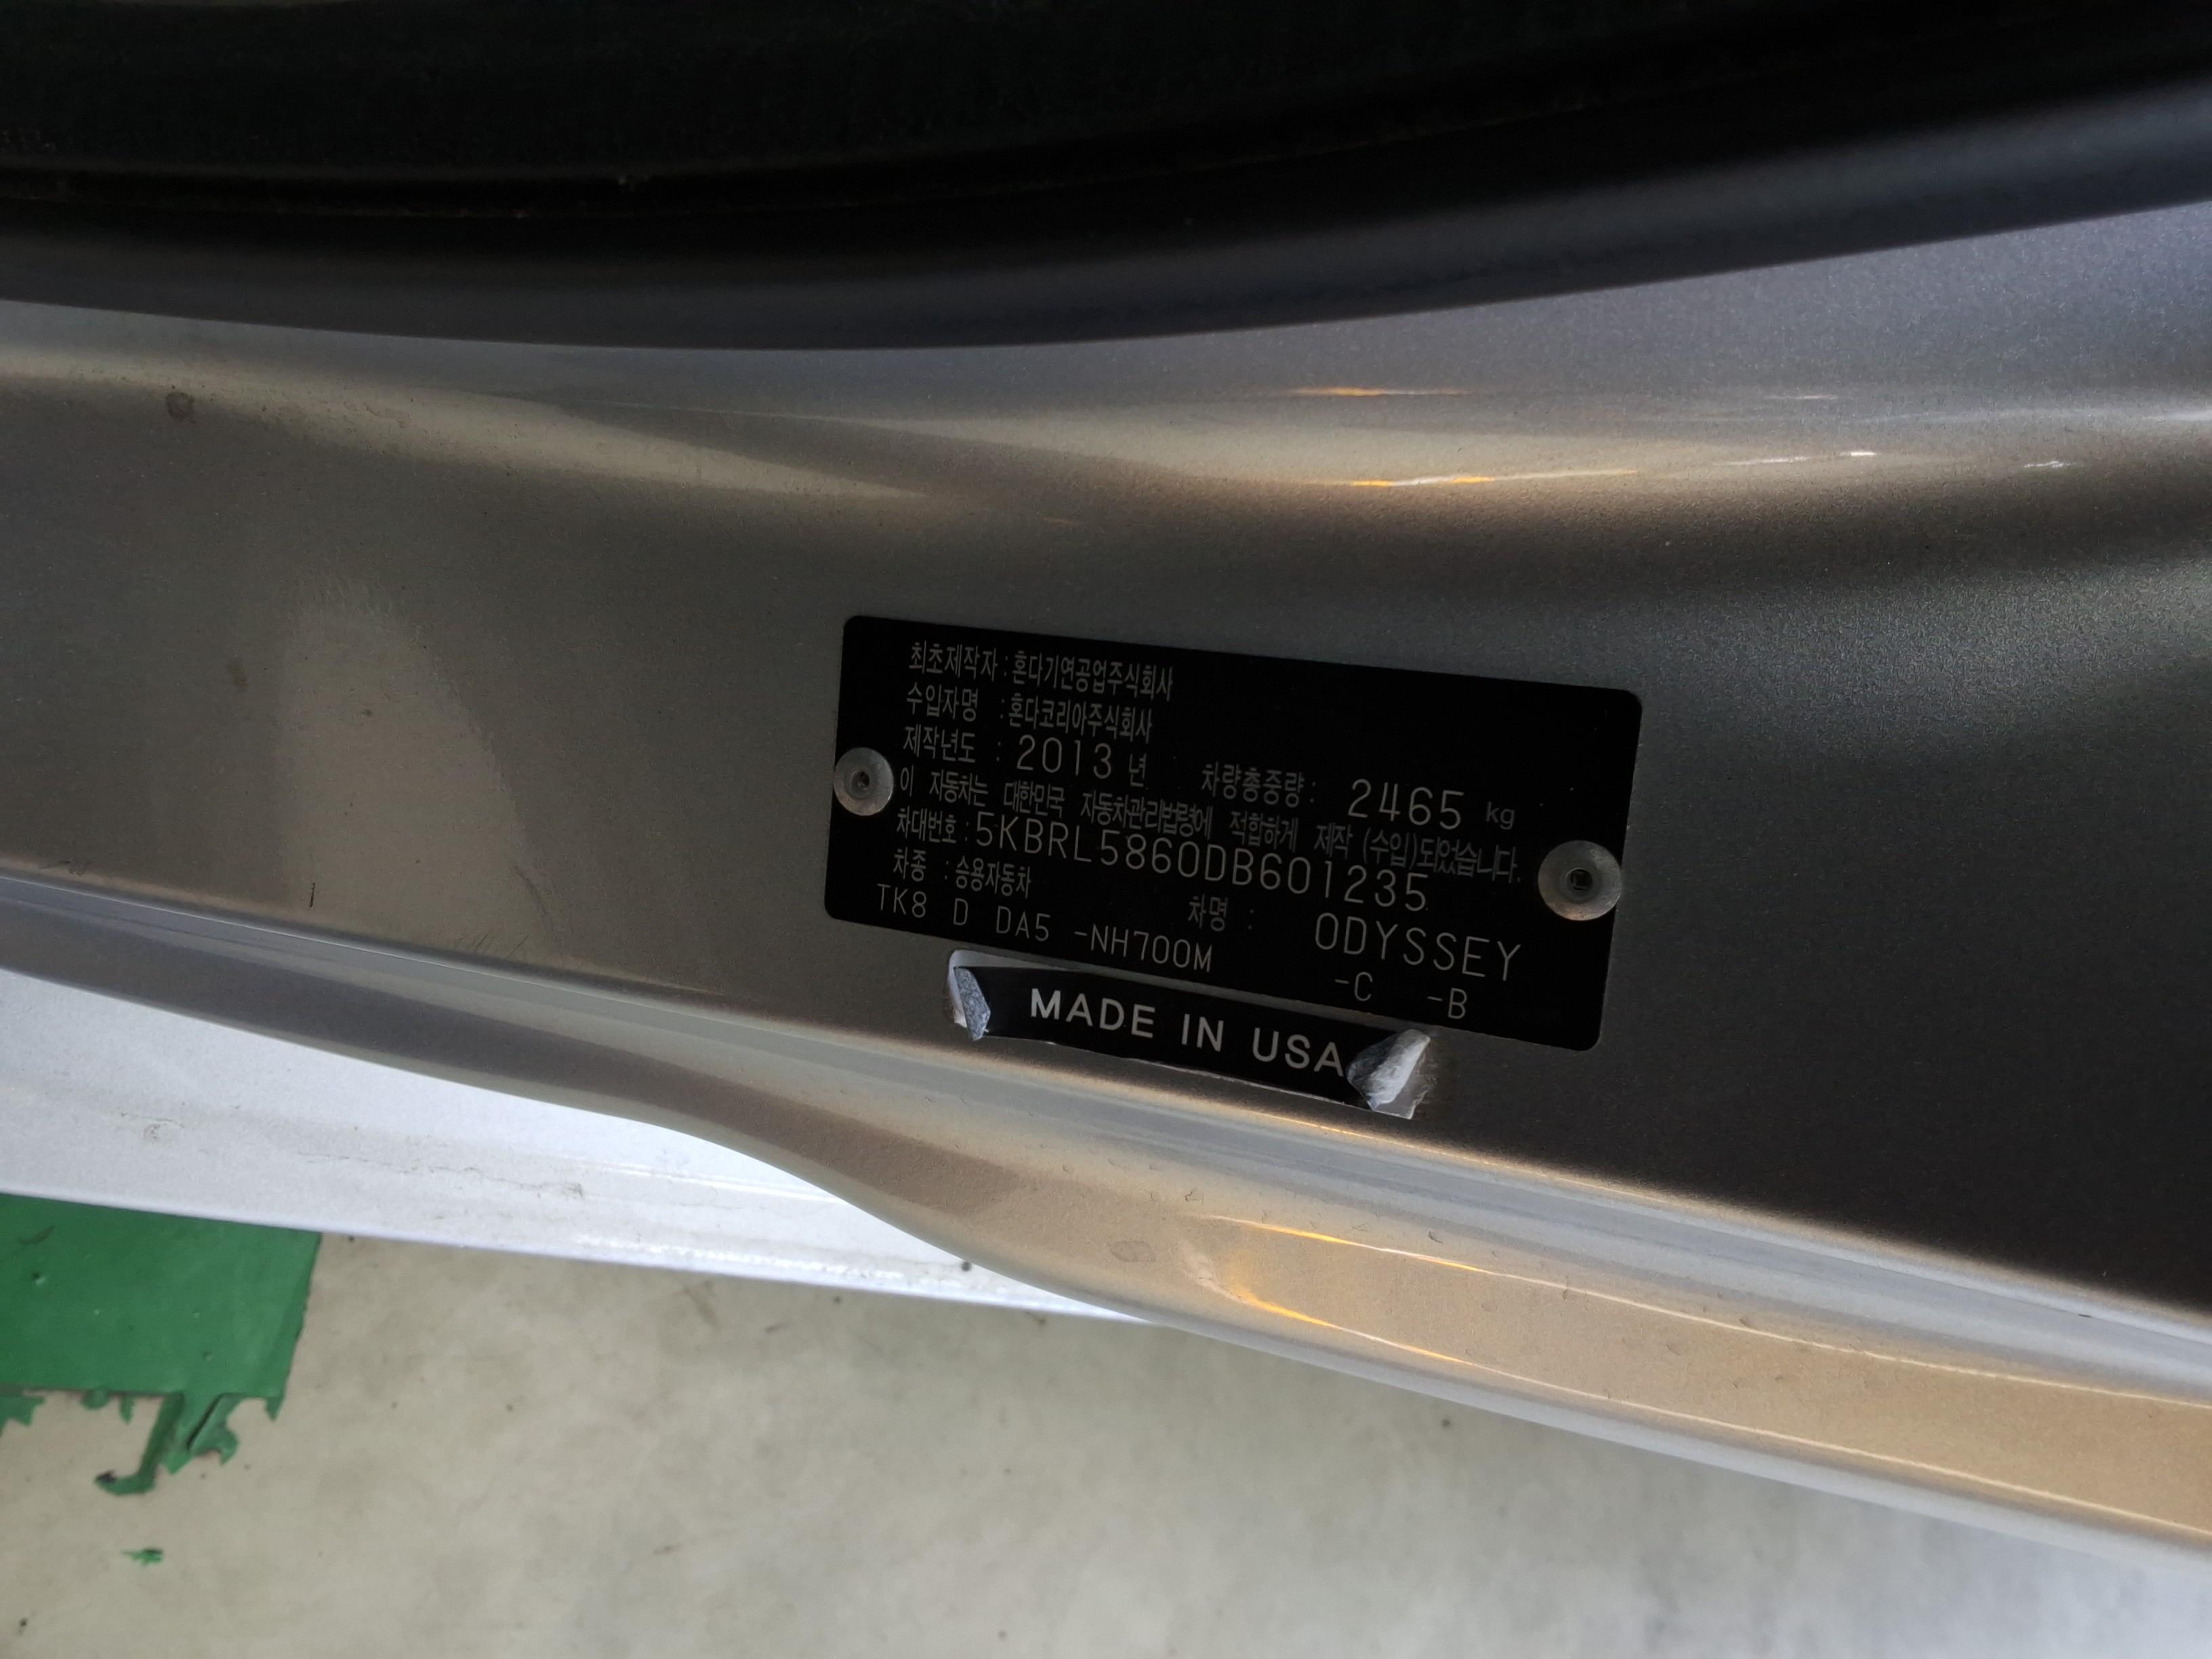 최초제작자 : 혼다기연공업주식회사
수입자명 : 혼다코리아주식회사
제작년도 : 2013 년 차량총중량 : 2465 kg
이 자동차는 대한민국 자동차관리법령에 적합하게 제작 (수입)되었습니다.
차대번호 : 5KBRL5860DB601235
차종 : 승용자동차 차명 : ODYSSEY
TK8 D DA5 -NH700M -C -B
MADE IN USA